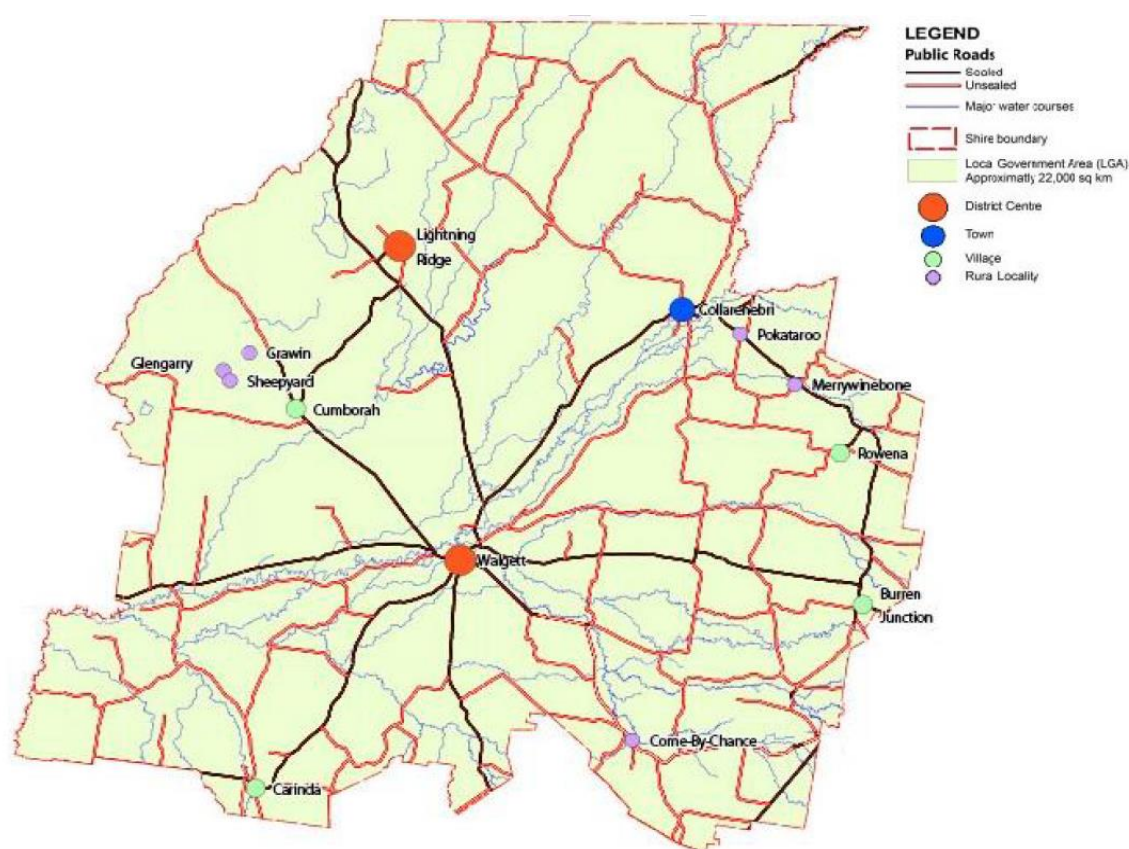 LEGEND
Public Roads
Sealed
Unsealed
Major water courses
Shire boundary
Loca Government Area (LGA)
Approximatly 22,000 sq km
District Centre
Town
Village
Rura Locality
Lightning
Ridge
Collarenebri
Pokataroo
Grawin
Glengarry
Sheepyard
Merrywinebone
Cumborah
Rowena
Walgett
Burren
Junction
Come-By-Chance
Carinda